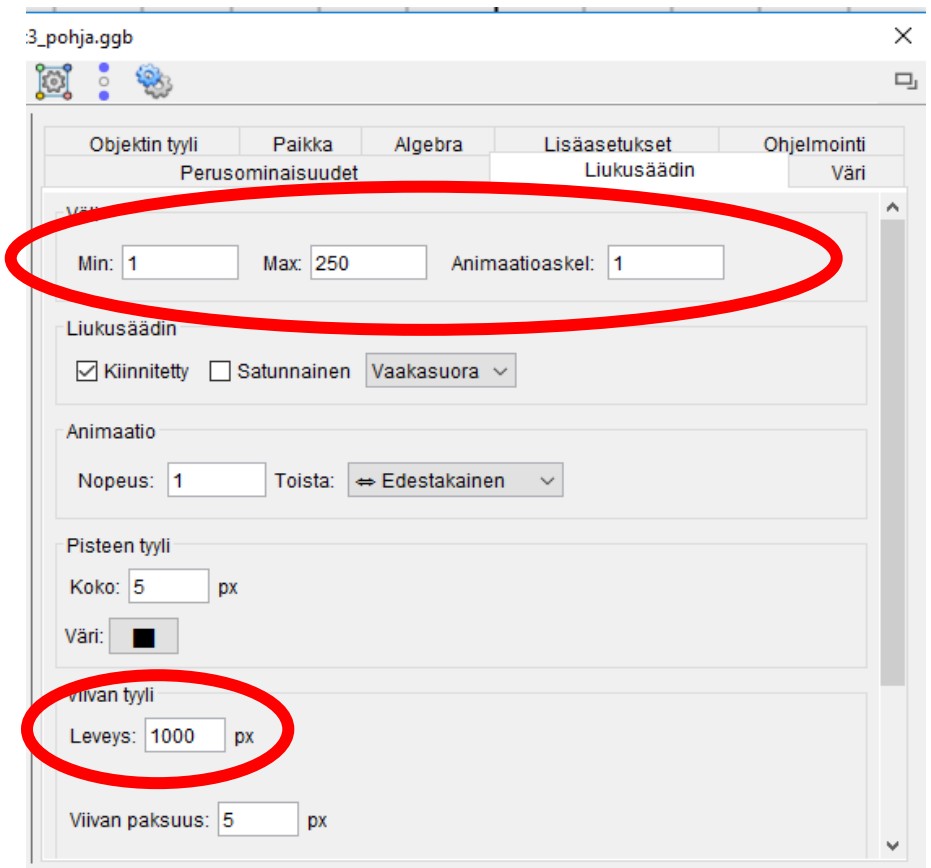 :3_pohja.ggb
Objektin tyyli Paikka Algebra Lisäasetukset Ohjelmointi
Perusominaisuudet Liukusäädin Väri
Min: 1 Max: 250 Animaatioaskel: 1
Liukusäädin
Kiinnitetty Satunnainen Vaakasuora
Animaatio
Nopeus: 1 Toista: ⇔ Edestakainen
Pisteen tyyli
Koko: 5 px
Väri:
Viivan tyyli
Leveys: 1000 px
Viivan paksuus: 5 px